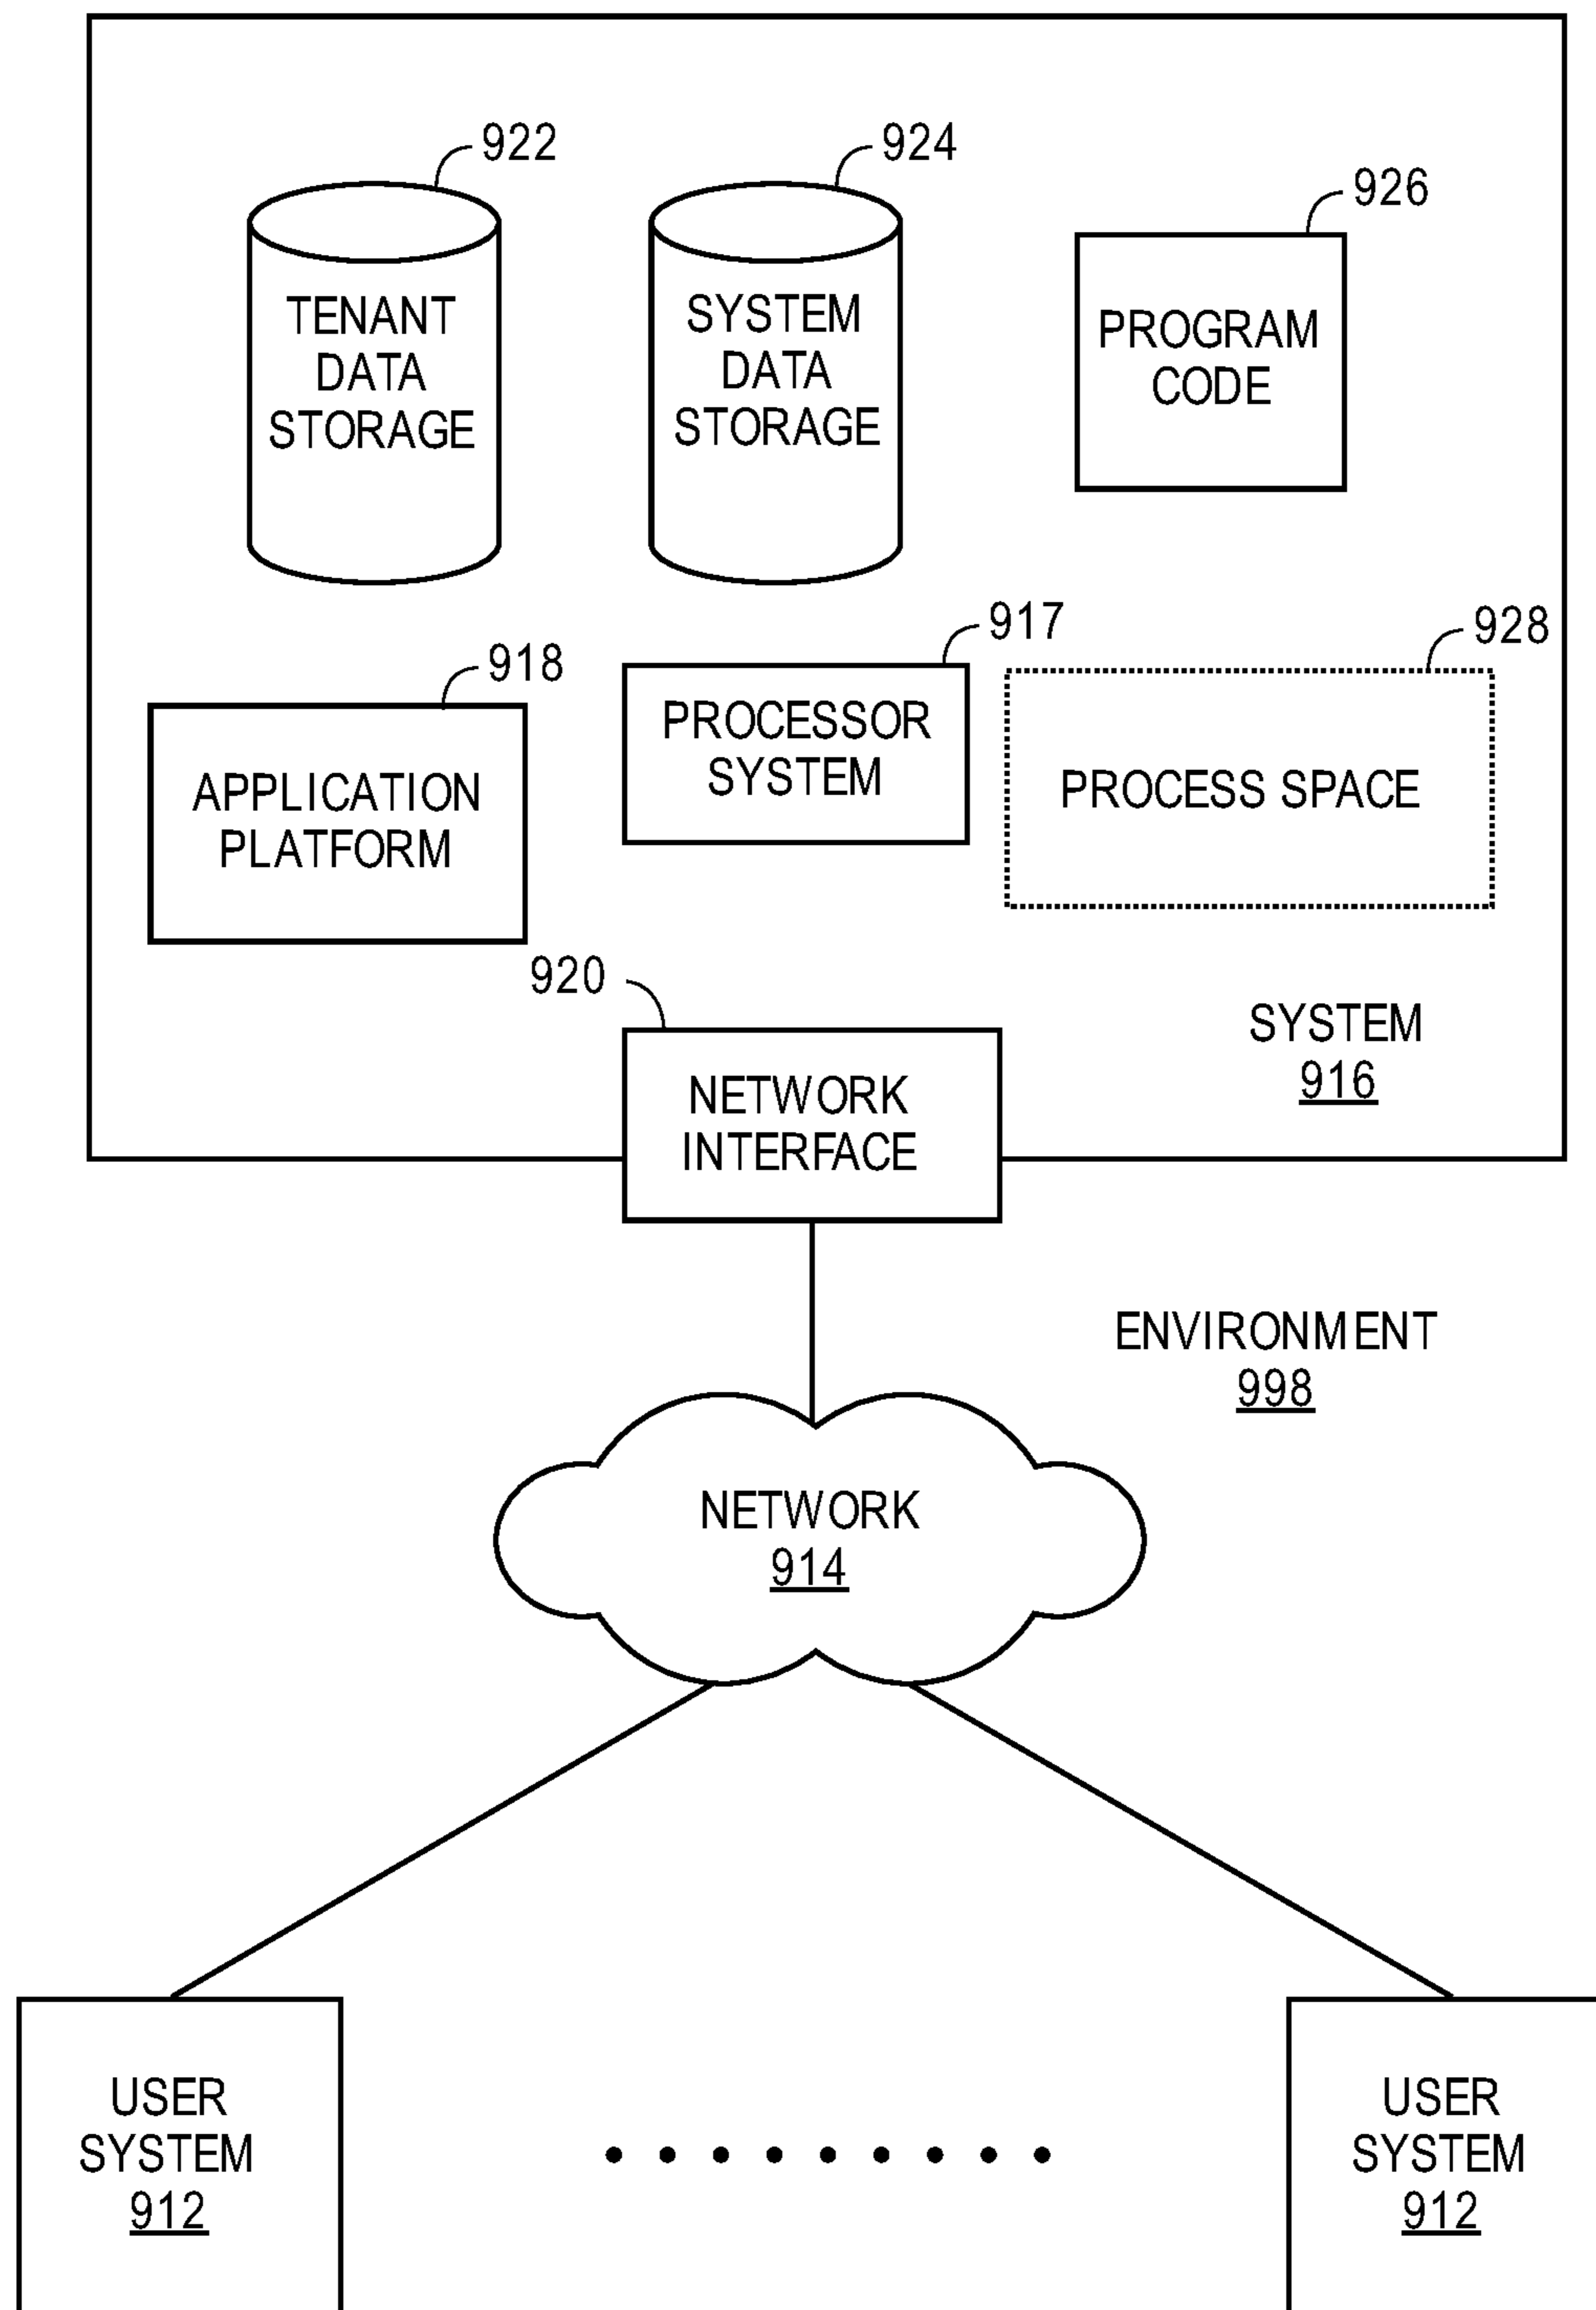 922
924
926
TENANT
DATA
STORAGE
SYSTEM
DATA
STORAGE
PROGRAM
CODE
918
917
928
APPLICATION
PLATFORM
PROCESSOR
SYSTEM
PROCESS SPACE
920
NETWORK
INTERFACE
SYSTEM
916
ENVIRONMENT
998
NETWORK
914
USER
SYSTEM
912
USER
SYSTEM
912